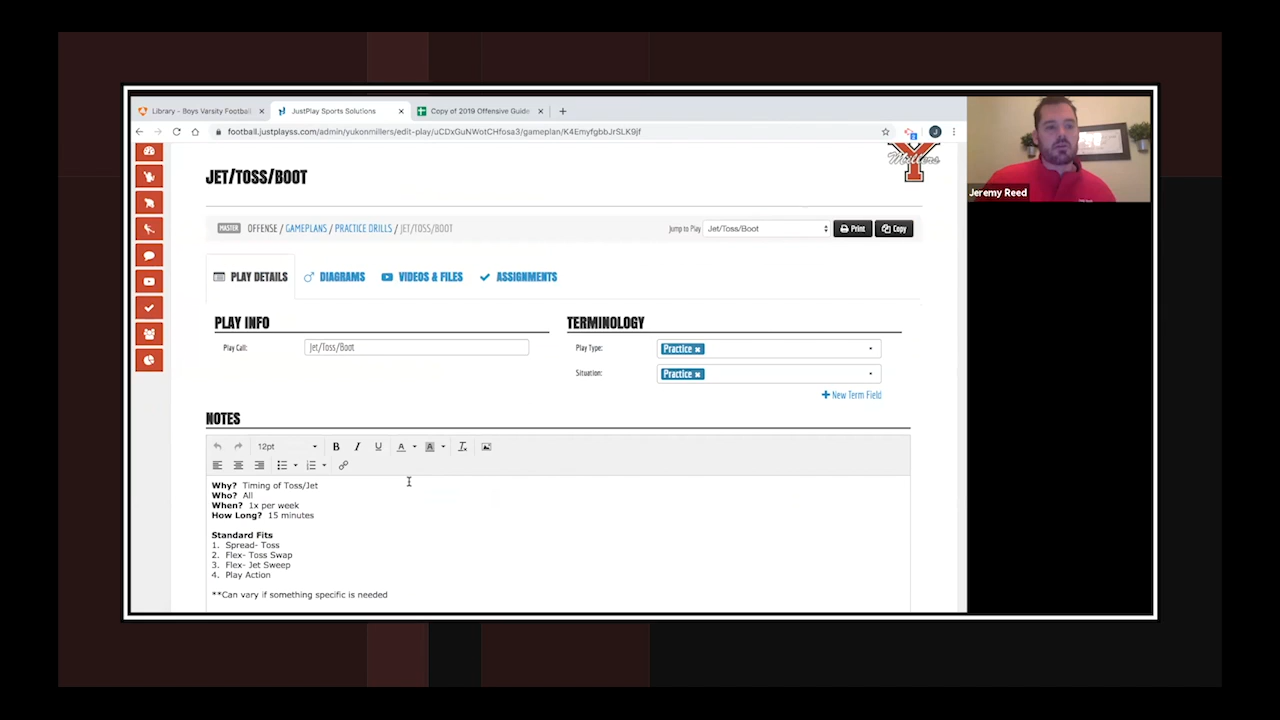 Library - Boys Varsity Football
JustPlay Sports Solutions
Copy of 2019 Offensive Guide
football.justplayss.com/admin/yukonmillers/edit-play/uCDxGuNWotCHfosa3/gameplan/K4EmyfgbbJrSLK9jf
J
Jeremy Reed
Y
Millers
JET/TOSS/BOOT
MASTER OFFENSE / GAMEPLANS / PRACTICE DRILLS / JET/TOSS/BOOT
Jump to Play Jet/Toss/Boot Print Copy
PLAY DETAILS DIAGRAMS VIDEOS & FILES ASSIGNMENTS
PLAY INFO
Play Call: Jet/Toss/Boot
TERMINOLOGY
Play Type: Practice ×
Situation: Practice ×
+ New Term Field
NOTES
12pt B I U A A
Why? Timing of Toss/Jet
Who? All
When? 1x per week
How Long? 15 minutes
Standard Fits
1. Spread- Toss
2. Flex- Toss Swap
3. Flex- Jet Sweep
4. Play Action
**Can vary if something specific is needed